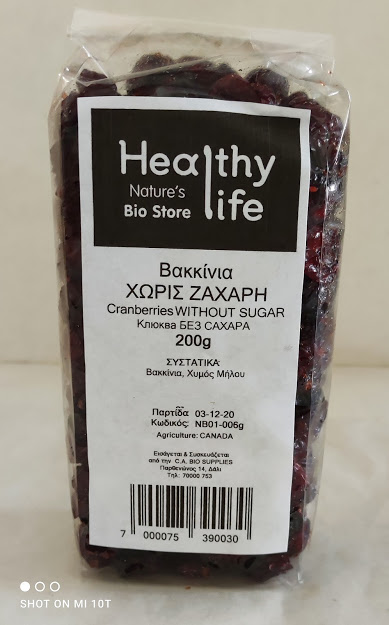 Healthy
Nature's
Bio Store life
Βακκίνια
ΧΩΡΙΣ ΖΑΧΑΡΗ
Cranberries WITHOUT SUGAR
Клюква БЕЗ САХАРА
200g
ΣΥΣΤΑΤΙΚΑ
Βακκίνια, Χυμός Μήλου
Παρτίδα 03-12-20
Κωδικός: NB01-006g
Agriculture: CANADA
Εισάγεται & Συσκευάζεται
από την C.A. BIO SUPPLIES
Παρθενώνος 14, Δάλι
Τηλ: 70000 753
7 000075 390030
SHOT ON MI 10T